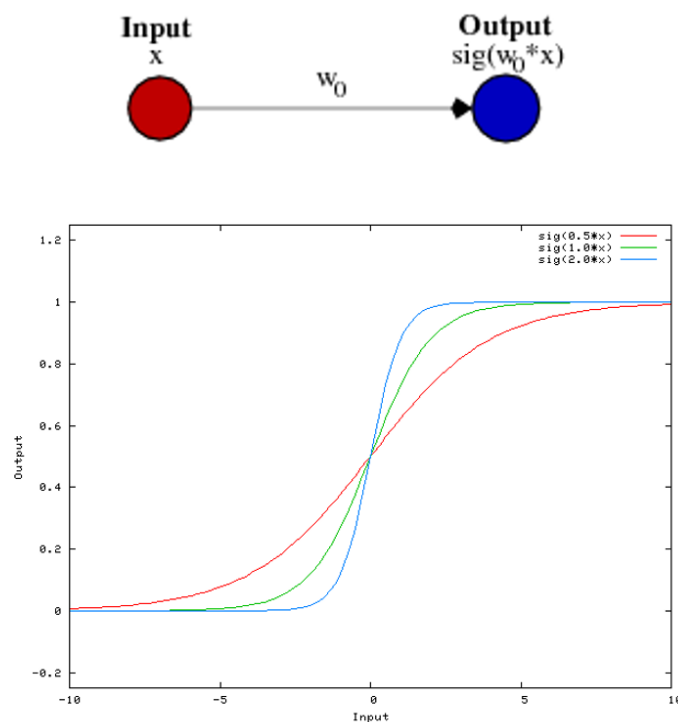 Input Output
x sig(w0*x)
w0
sig(0.5*x)
sig(1.0*x)
sig(2.0*x)
1.2
1
0.8
0.6
0.4
0.2
0
-0.2
Output
-10 -5 0 5 10
Input